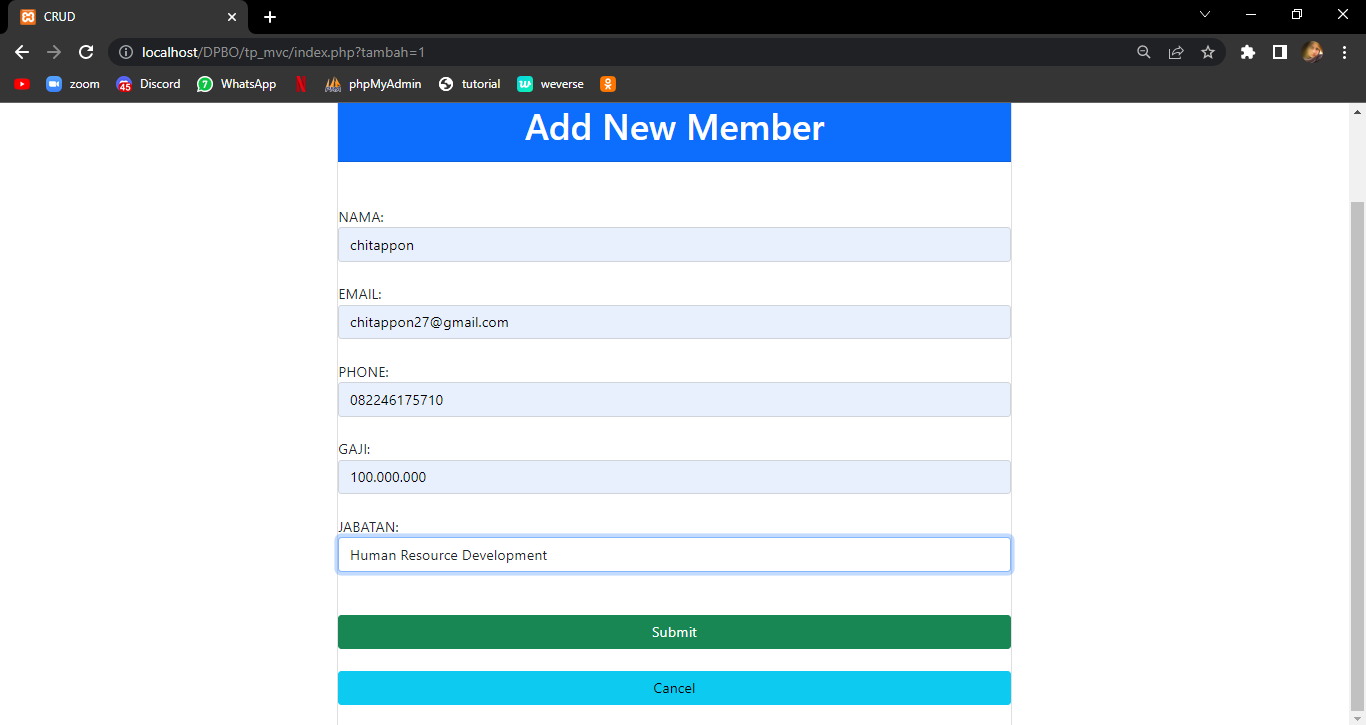 CRUD
localhost/DPBO/tp_mvc/index.php?tambah=1
zoom 45 Discord 7 WhatsApp phpMyAdmin tutorial weverse
Add New Member
NAMA:
chitappon
EMAIL:
chitappon27@gmail.com
PHONE:
082246175710
GAJI:
100.000.000
JABATAN:
Human Resource Development
Submit
Cancel